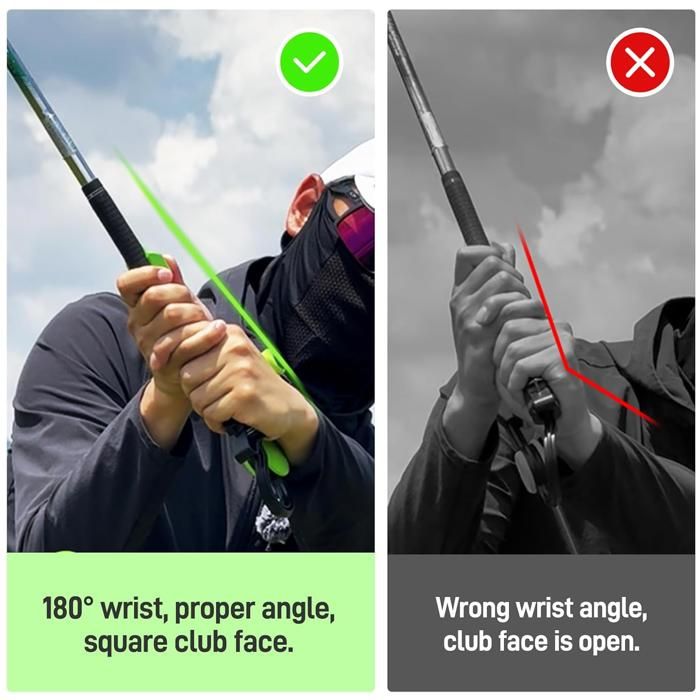 180° wrist, proper angle,
square club face.
Wrong wrist angle,
club face is open.